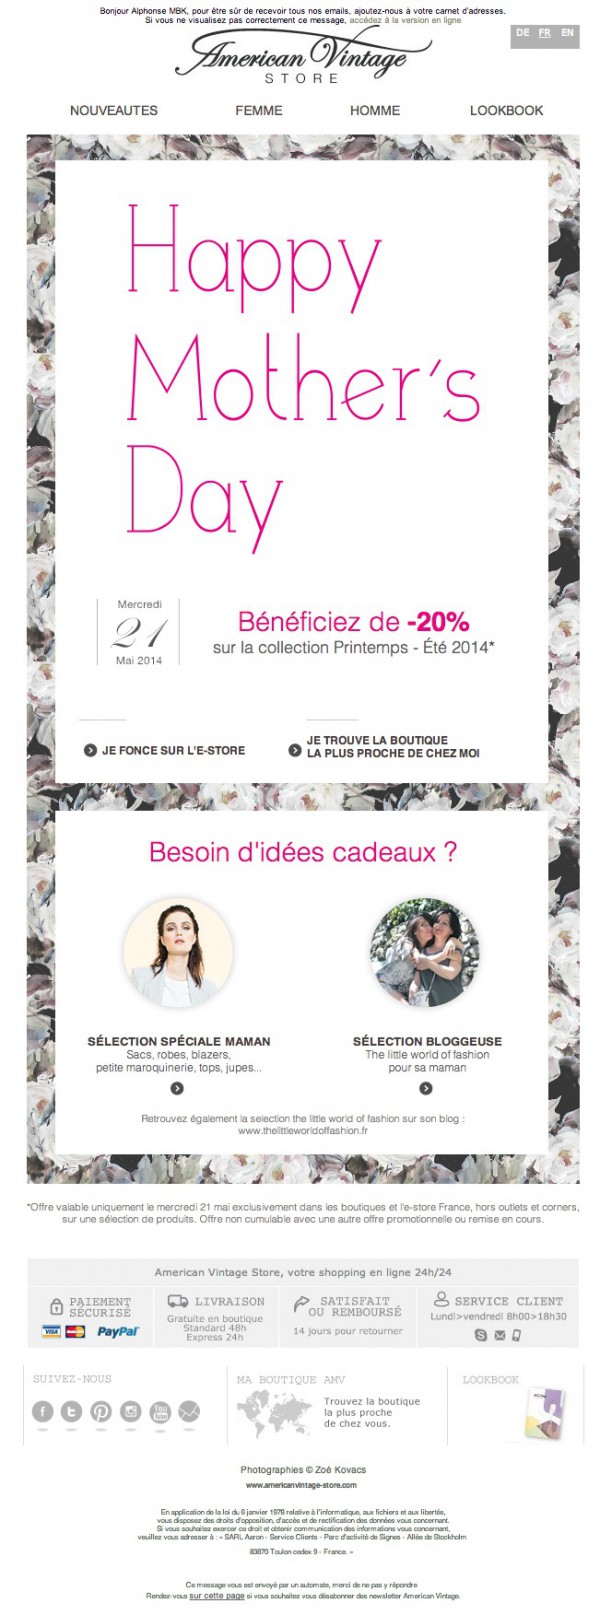 Bonjour Alphonse MBK, pour être sûr de recevoir tous nos emails, ajoutez-nous à votre carnet d'adresses.
Si vous ne visualisez pas correctement ce message, accédez à la version en ligne
DE FR EN
American Vintage
STORE
NOUVEAUTES FEMME HOMME LOOKBOOK
Happy
Mother's
Day
Mercredi
21
Mai 2014
Bénéficiez de -20%
sur la collection Printemps - Été 2014*
JE FONCE SUR L'E-STORE
JE TROUVE LA BOUTIQUE
LA PLUS PROCHE DE CHEZ MOI
Besoin d'idées cadeaux ?
SÉLECTION SPÉCIALE MAMAN
Sacs, robes, blazers,
petite maroquinerie, tops, jupes...
SÉLECTION BLOGGEUSE
The little world of fashion
pour sa maman
Retrouvez également la selection the little world of fashion sur son blog :
www.thelittleworldoffashion.fr
*Offre valable uniquement le mercredi 21 mai exclusivement dans les boutiques et l'e-store France, hors outlets et corners,
sur une sélection de produits. Offre non cumulable avec une autre offre promotionnelle ou remise en cours.
American Vintage Store, votre shopping en ligne 24h/24
PAIEMENT
SÉCURISÉ
VISA MasterCard PayPal
LIVRAISON
Gratuite en boutique
Standard 48h
Express 24h
SATISFAIT
OU REMBOURSÉ
14 jours pour retourner
SERVICE CLIENT
Lundi>vendredi 8h00>18h30
SUIVEZ-NOUS
You Tube
MA BOUTIQUE AMV
Trouvez la boutique
la plus proche
de chez vous.
LOOKBOOK
Photographies © Zoé Kovacs
www.americanvintage-store.com
En application de la loi du 6 janvier 1978 relative à l'informatique, aux fichiers et aux libertés,
vous disposez des droits d'opposition, d'accès et de rectification des données vous concernant.
Si vous souhaitez exercer ce droit et obtenir communication des informations vous concernant,
veuillez vous adresser à : « SARL Aaron - Service Clients - Parc d'activité de Signes - Allée de Stockholm
83870 Toulon cedex 9 - France. »
Ce message vous est envoyé par un automate, merci de ne pas y répondre
Rendez-vous sur cette page si vous souhaitez vous désabonner des newsletter American Vintage.